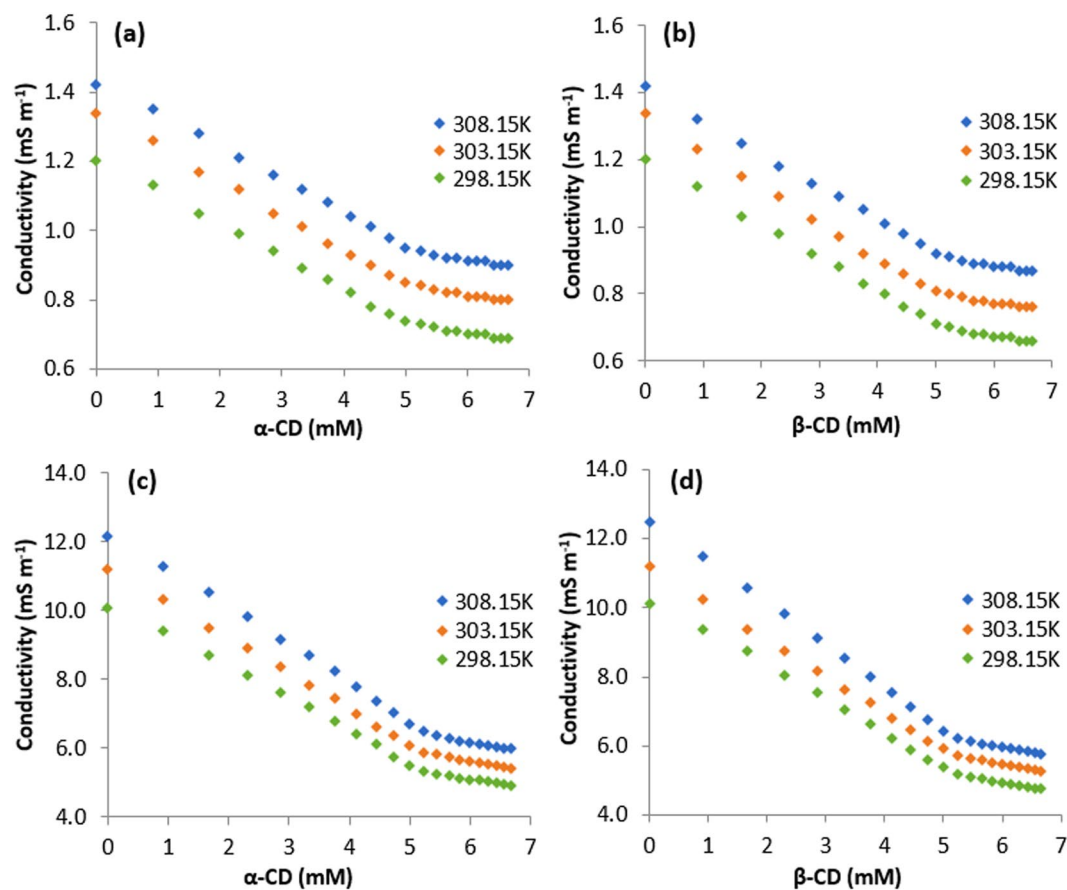 (a)
Conductivity (mS m⁻¹)
1.6
1.4
1.2
1.0
0.8
0.6
308.15K
303.15K
298.15K
0 1 2 3 4 5 6 7
α-CD (mM)
(b)
Conductivity (mS m⁻¹)
1.6
1.4
1.2
1.0
0.8
0.6
308.15K
303.15K
298.15K
0 1 2 3 4 5 6 7
β-CD (mM)
(c)
Conductivity (mS m⁻¹)
14.0
12.0
10.0
8.0
6.0
4.0
308.15K
303.15K
298.15K
0 1 2 3 4 5 6 7
α-CD (mM)
(d)
Conductivity (mS m⁻¹)
14.0
12.0
10.0
8.0
6.0
4.0
308.15K
303.15K
298.15K
0 1 2 3 4 5 6 7
β-CD (mM)